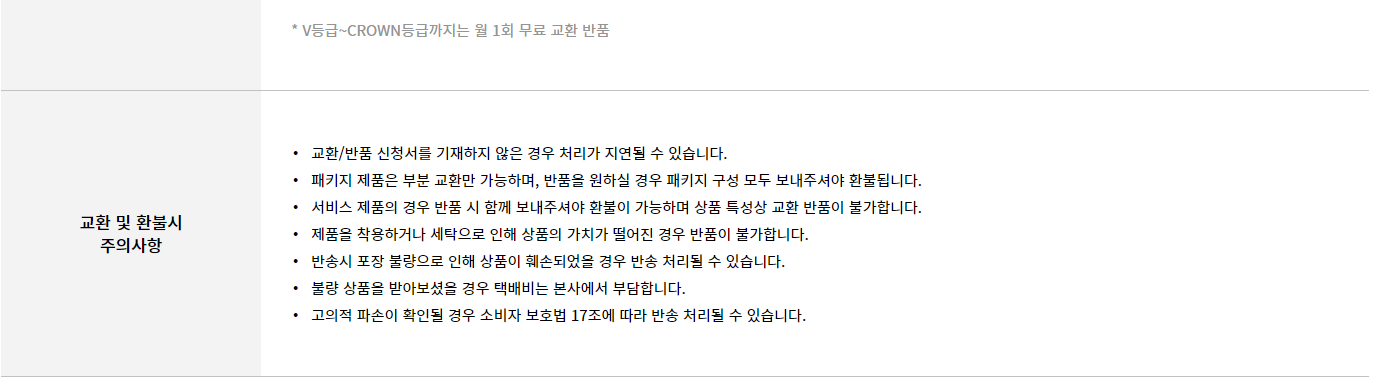 * V등급~CROWN등급까지는 월 1회 무료 교환 반품
교환 및 환불시
주의사항
• 교환/반품 신청서를 기재하지 않은 경우 처리가 지연될 수 있습니다.
• 패키지 제품은 부분 교환만 가능하며, 반품을 원하실 경우 패키지 구성 모두 보내주셔야 환불됩니다.
• 서비스 제품의 경우 반품 시 함께 보내주셔야 환불이 가능하며 상품 특성상 교환 반품이 불가합니다.
• 제품을 착용하거나 세탁으로 인해 상품의 가치가 떨어진 경우 반품이 불가합니다.
• 반송시 포장 불량으로 인해 상품이 훼손되었을 경우 반송 처리될 수 있습니다.
• 불량 상품을 받아보셨을 경우 택배비는 본사에서 부담합니다.
• 고의적 파손이 확인될 경우 소비자 보호법 17조에 따라 반송 처리될 수 있습니다.